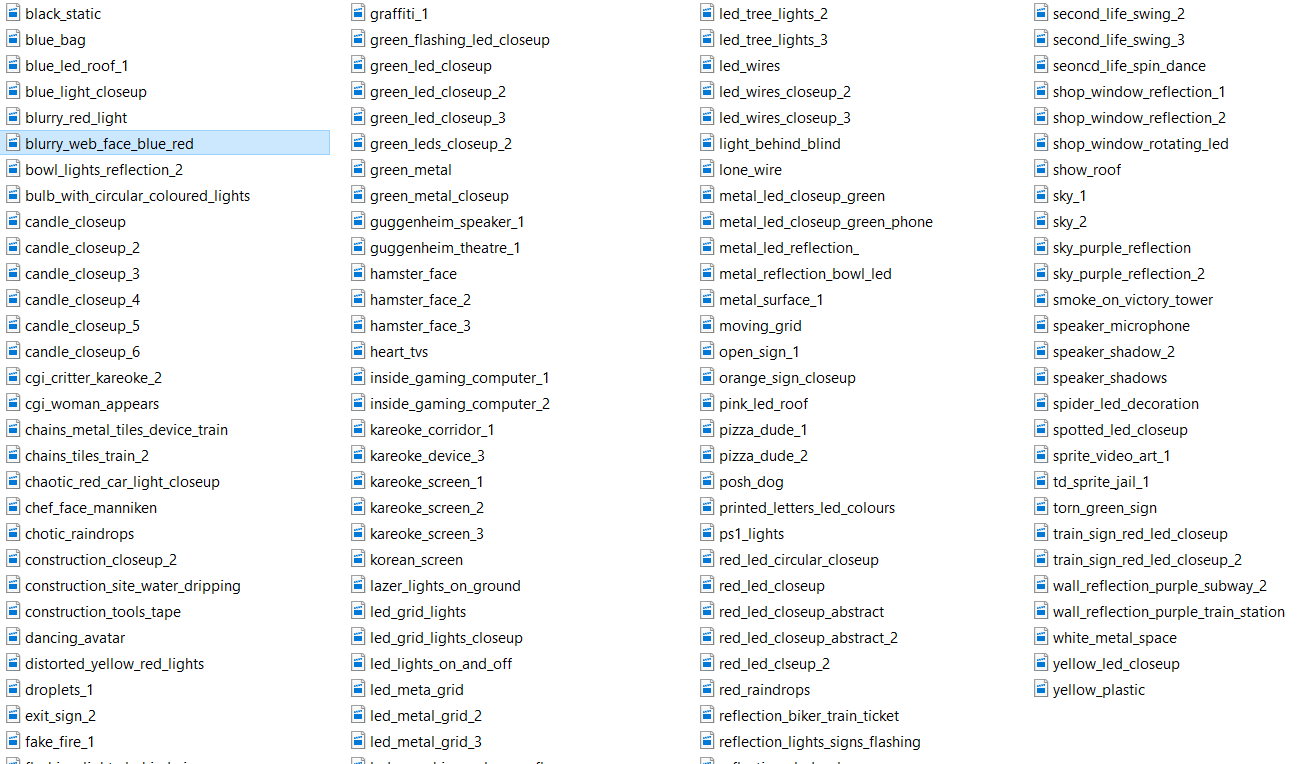 black_static
blue_bag
blue_led_roof_1
blue_light_closeup
blurry_red_light
blurry_web_face_blue_red
bowl_lights_reflection_2
bulb_with_circular_coloured_lights
candle_closeup
candle_closeup_2
candle_closeup_3
candle_closeup_4
candle_closeup_5
candle_closeup_6
cgi_critter_kareoke_2
cgi_woman_appears
chains_metal_tiles_device_train
chains_tiles_train_2
chaotic_red_car_light_closeup
chef_face_manniken
chotic_raindrops
construction_closeup_2
construction_site_water_dripping
construction_tools_tape
dancing_avatar
distorted_yellow_red_lights
droplets_1
exit_sign_2
fake_fire_1
graffiti_1
green_flashing_led_closeup
green_led_closeup
green_led_closeup_2
green_led_closeup_3
green_leds_closeup_2
green_metal
green_metal_closeup
guggenheim_speaker_1
guggenheim_theatre_1
hamster_face
hamster_face_2
hamster_face_3
heart_tvs
inside_gaming_computer_1
inside_gaming_computer_2
kareoke_corridor_1
kareoke_device_3
kareoke_screen_1
kareoke_screen_2
kareoke_screen_3
korean_screen
lazer_lights_on_ground
led_grid_lights
led_grid_lights_closeup
led_lights_on_and_off
led_meta_grid
led_metal_grid_2
led_metal_grid_3
led_tree_lights_2
led_tree_lights_3
led_wires
led_wires_closeup_2
led_wires_closeup_3
light_behind_blind
lone_wire
metal_led_closeup_green
metal_led_closeup_green_phone
metal_led_reflection_
metal_reflection_bowl_led
metal_surface_1
moving_grid
open_sign_1
orange_sign_closeup
pink_led_roof
pizza_dude_1
pizza_dude_2
posh_dog
printed_letters_led_colours
ps1_lights
red_led_circular_closeup
red_led_closeup
red_led_closeup_abstract
red_led_closeup_abstract_2
red_led_clseup_2
red_raindrops
reflection_biker_train_ticket
reflection_lights_signs_flashing
second_life_swing_2
second_life_swing_3
seoncd_life_spin_dance
shop_window_reflection_1
shop_window_reflection_2
shop_window_rotating_led
show_roof
sky_1
sky_2
sky_purple_reflection
sky_purple_reflection_2
smoke_on_victory_tower
speaker_microphone
speaker_shadow_2
speaker_shadows
spider_led_decoration
spotted_led_closeup
sprite_video_art_1
td_sprite_jail_1
torn_green_sign
train_sign_red_led_closeup
train_sign_red_led_closeup_2
wall_reflection_purple_subway_2
wall_reflection_purple_train_station
white_metal_space
yellow_led_closeup
yellow_plastic